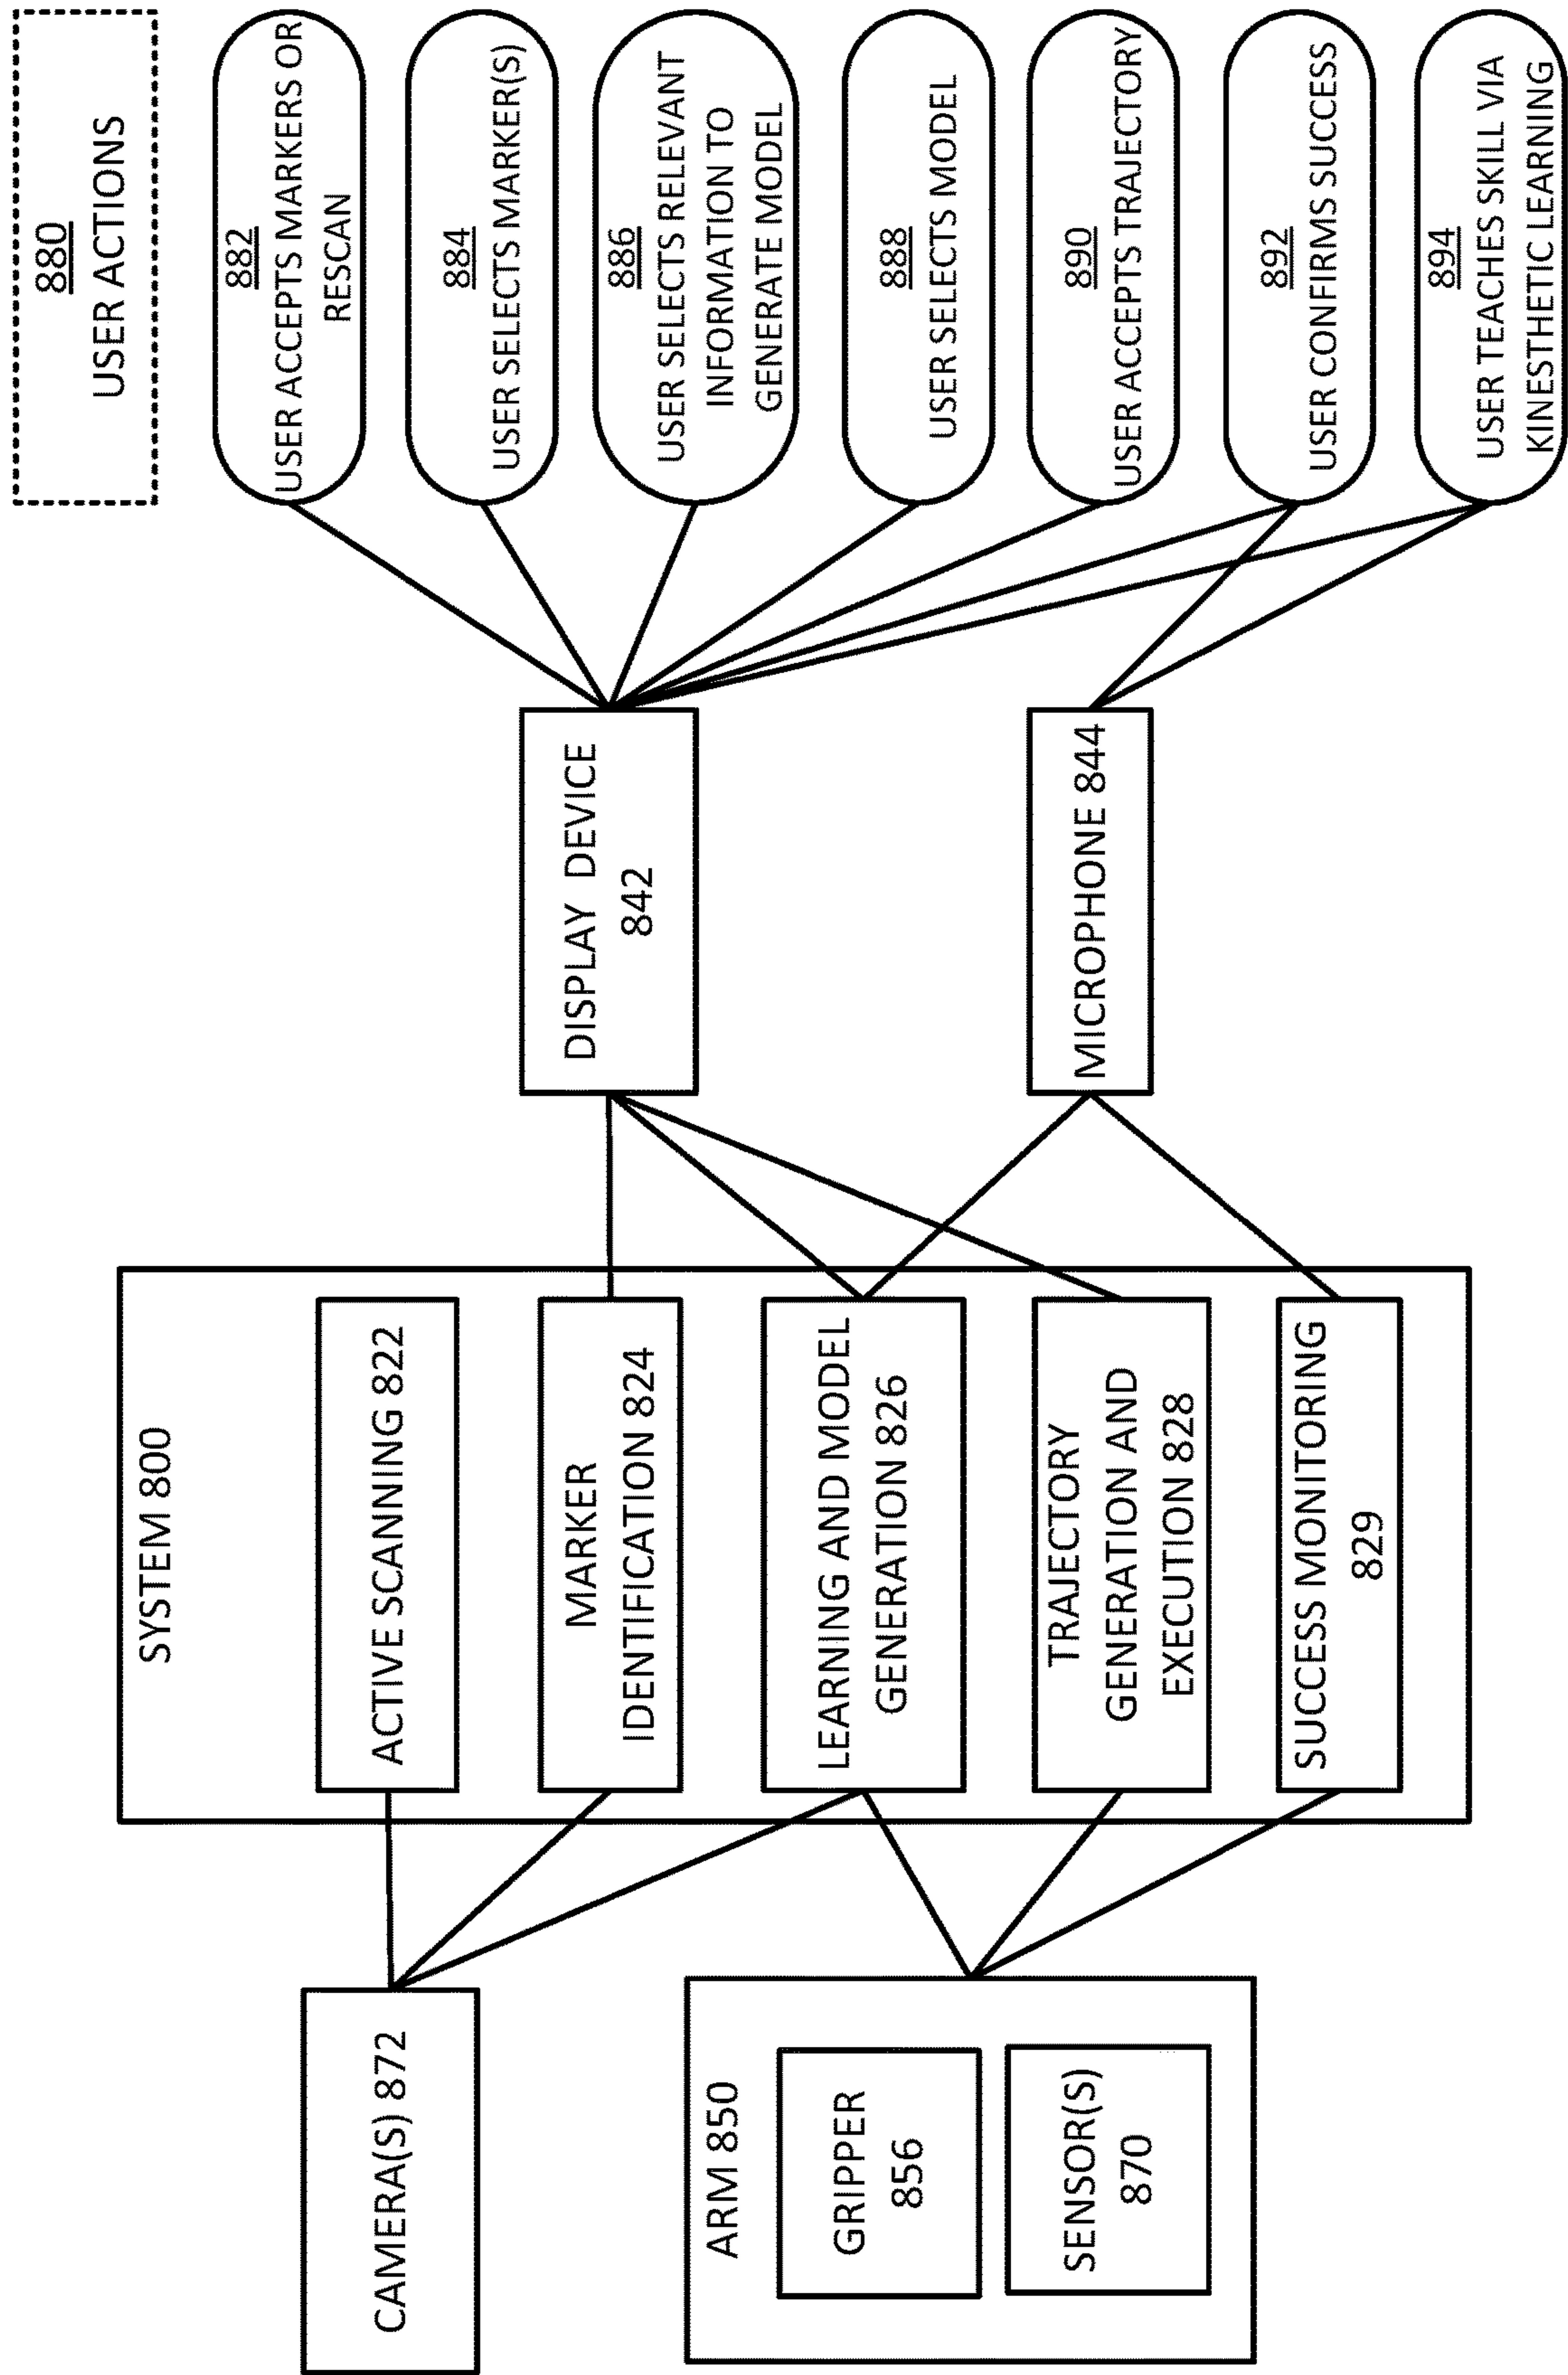 880
USER ACTIONS
SYSTEM 800
CAMERA(S) 872
ARM 850
GRIPPER
856
SENSOR(S)
870
ACTIVE SCANNING 822
MARKER
IDENTIFICATION 824
LEARNING AND MODEL
GENERATION 826
TRAJECTORY
GENERATION AND
EXECUTION 828
SUCCESS MONITORING
829
DISPLAY DEVICE
842
MICROPHONE 844
882
USER ACCEPTS MARKERS OR
RESCAN
884
USER SELECTS MARKER(S)
886
USER SELECTS RELEVANT
INFORMATION TO
GENERATE MODEL
888
USER SELECTS MODEL
890
USER ACCEPTS TRAJECTORY
892
USER CONFIRMS SUCCESS
894
USER TEACHES SKILL VIA
KINESTHETIC LEARNING